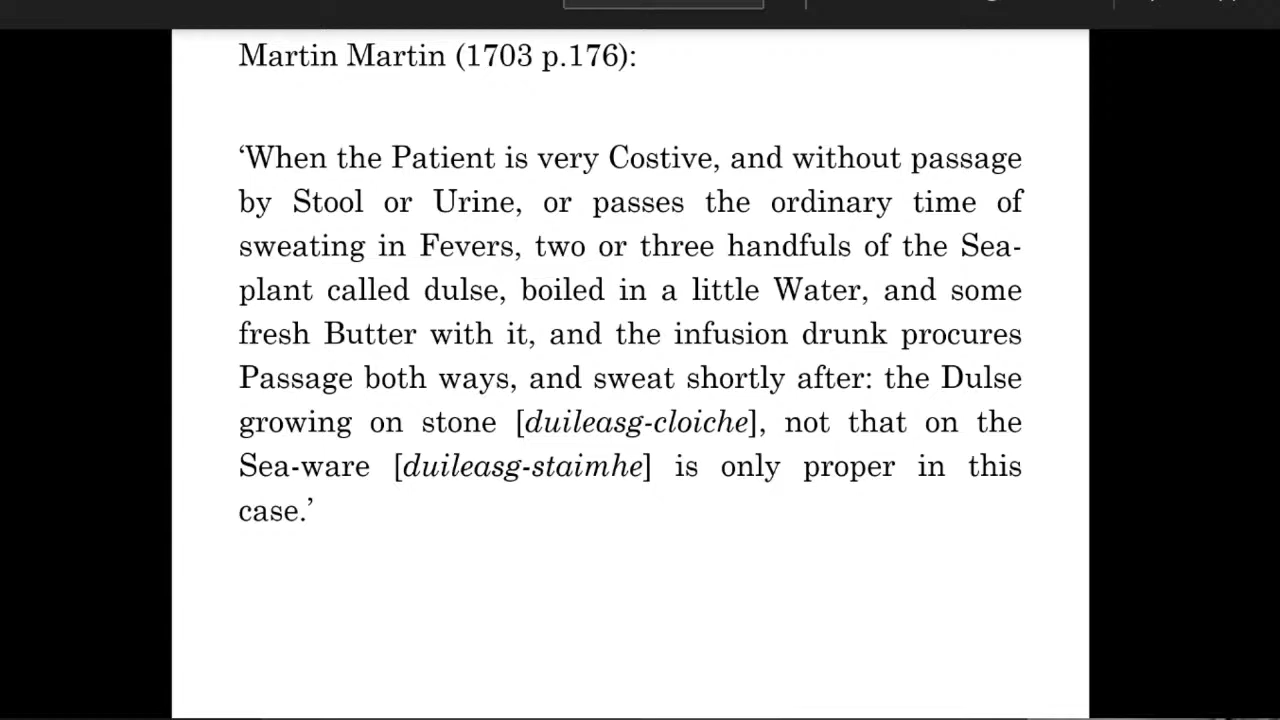 Martin Martin (1703 p.176):
‘When the Patient is very Costive, and without passage
by Stool or Urine, or passes the ordinary time of
sweating in Fevers, two or three handfuls of the Sea-
plant called dulse, boiled in a little Water, and some
fresh Butter with it, and the infusion drunk procures
Passage both ways, and sweat shortly after: the Dulse
growing on stone [duileasg-cloiche], not that on the
Sea-ware [duileasg-staimhe] is only proper in this
case.’